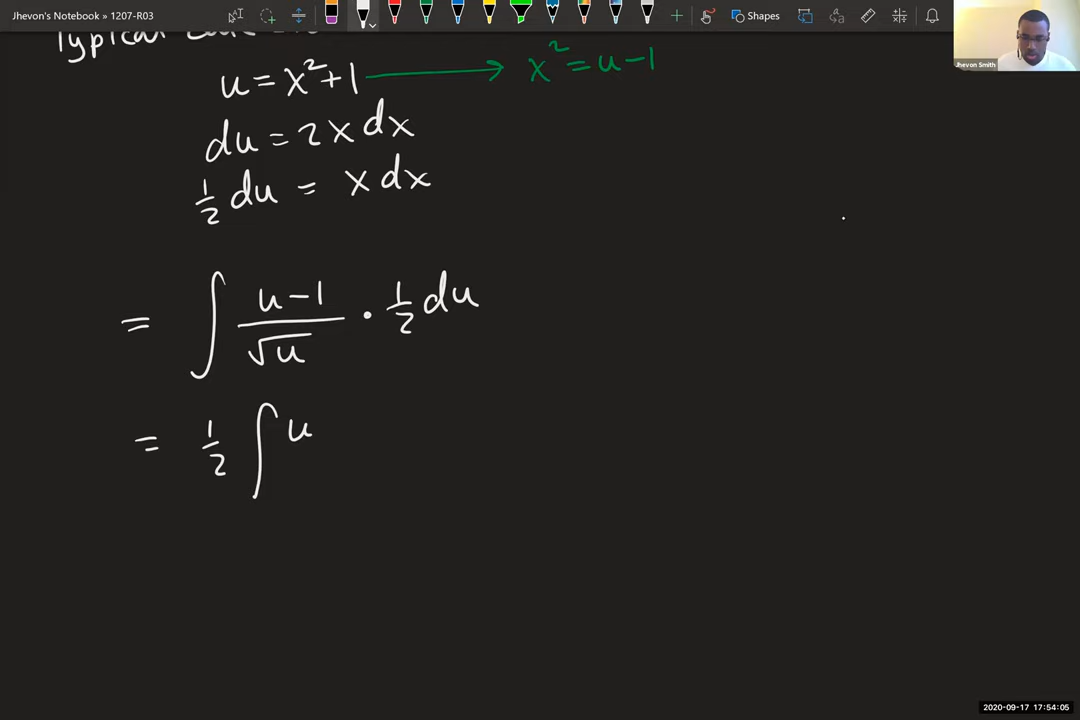 Jhevon's Notebook » 1207-R03
Shapes
Jhevon Smith
Typical
u = x²+1 → x² = u-1
du = 2x dx
½ du = x dx
= ∫ (u-1)/√u · ½ du
= ½ ∫ u
2020-09-17 17:54:05